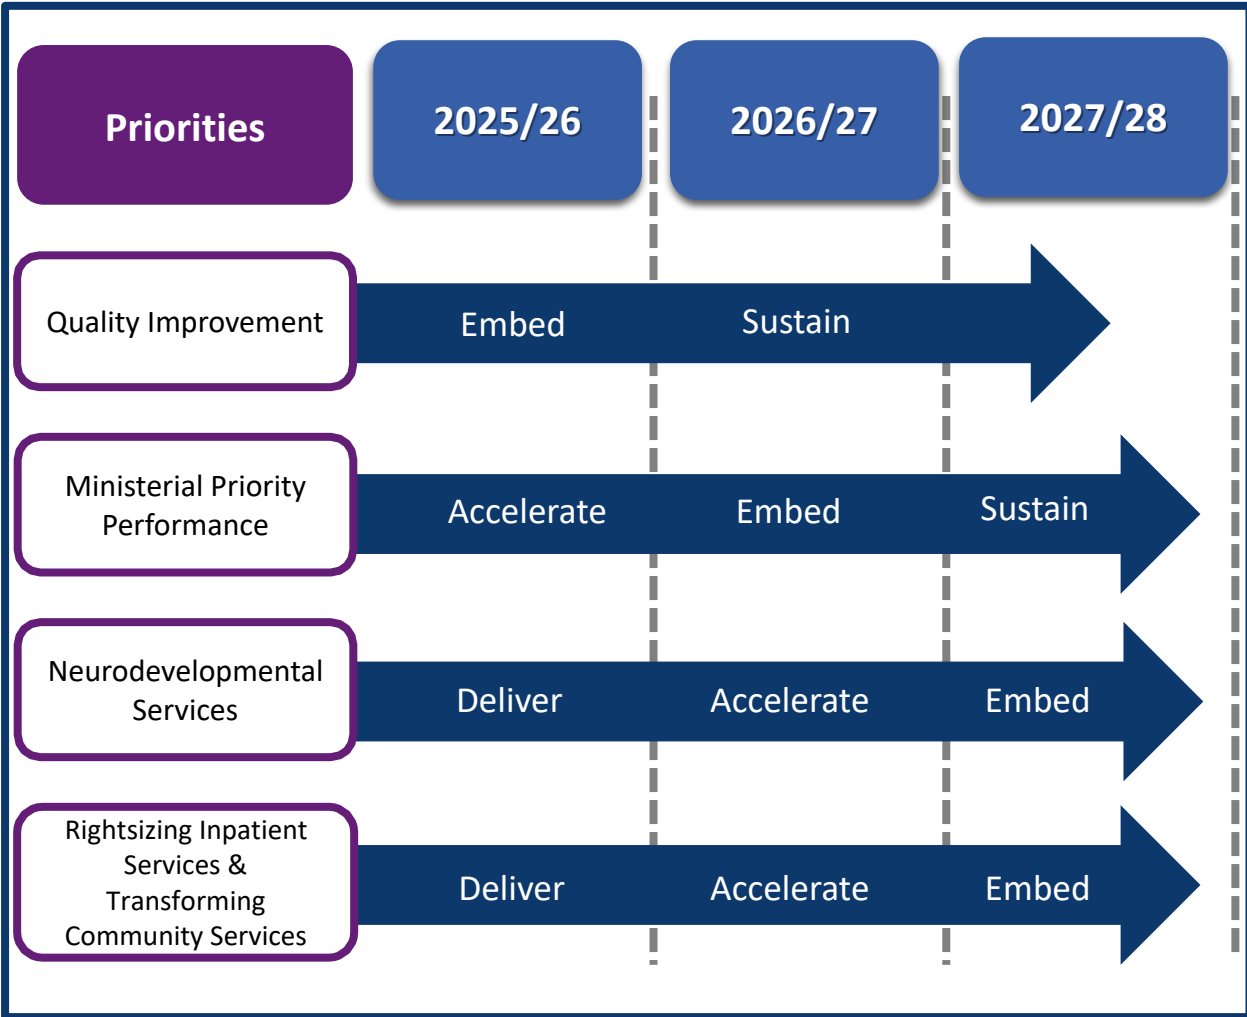 Priorities
2025/26
2026/27
2027/28
Quality Improvement
Embed
Sustain
Ministerial Priority
Performance
Accelerate
Embed
Sustain
Neurodevelopmental
Services
Deliver
Accelerate
Embed
Rightsizing Inpatient
Services &
Transforming
Community Services
Deliver
Accelerate
Embed